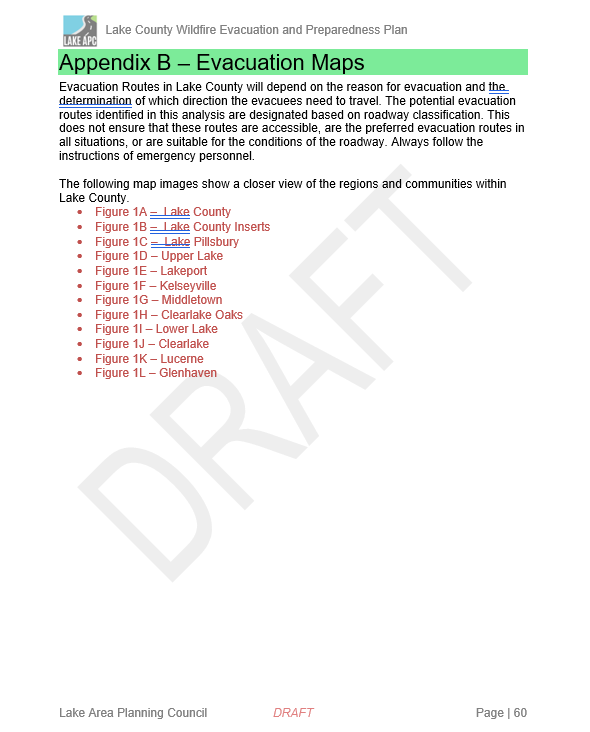 LAKE APC
Lake County Wildfire Evacuation and Preparedness Plan
Appendix B – Evacuation Maps
Evacuation Routes in Lake County will depend on the reason for evacuation and the
determination of which direction the evacuees need to travel. The potential evacuation
routes identified in this analysis are designated based on roadway classification. This
does not ensure that these routes are accessible, are the preferred evacuation routes in
all situations, or are suitable for the conditions of the roadway. Always follow the
instructions of emergency personnel.
The following map images show a closer view of the regions and communities within
Lake County.
• Figure 1A – Lake County
• Figure 1B – Lake County Inserts
• Figure 1C – Lake Pillsbury
• Figure 1D – Upper Lake
• Figure 1E – Lakeport
• Figure 1F – Kelseyville
• Figure 1G – Middletown
• Figure 1H – Clearlake Oaks
• Figure 1I – Lower Lake
• Figure 1J – Clearlake
• Figure 1K – Lucerne
• Figure 1L – Glenhaven
DRAFT
Lake Area Planning Council DRAFT Page | 60